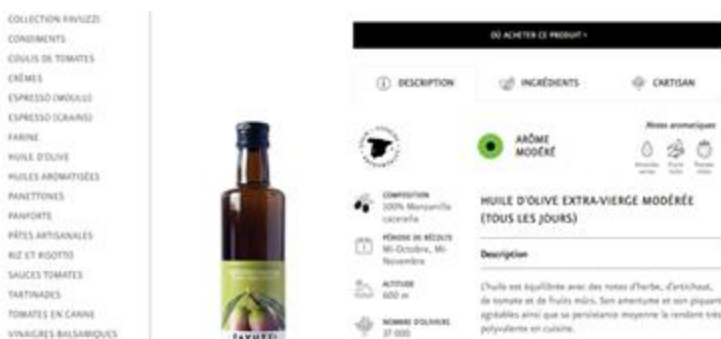 COLLECTION FAVUZZI
CONDIMENTS
COULIS DE TOMATES
CRÈMES
ESPRESSO (MOULU)
ESPRESSO (GRAINS)
FARINE
HUILE D'OLIVE
HUILES AROMATISÉES
PANETTONES
PANFORTE
PÂTES ARTISANALES
RIZ ET RISOTTO
SAUCES TOMATES
TARTINADES
TOMATES EN CANNE
VINAIGRES BALSAMIQUES
OÙ ACHETER CE PRODUIT >
DESCRIPTION
INGRÉDIENTS
L'ARTISAN
ARÔME
MODÉRÉ
Notes aromatiques
COMPOSITION
100% Manzanilla
cacereña
PÉRIODE DE RÉCOLTE
Mi-Octobre, Mi-
Novembre
ALTITUDE
600 m
NOMBRE D'OLIVIERS
37 000
HUILE D'OLIVE EXTRA-VIERGE MODÉRÉE
(TOUS LES JOURS)
Description
L'huile est équilibrée avec des notes d'herbe, d'artichaut,
de tomate et de fruits mûrs. Son amertume et son piquant
agréables ainsi que sa persistance moyenne la rendent très
polyvalente en cuisine.